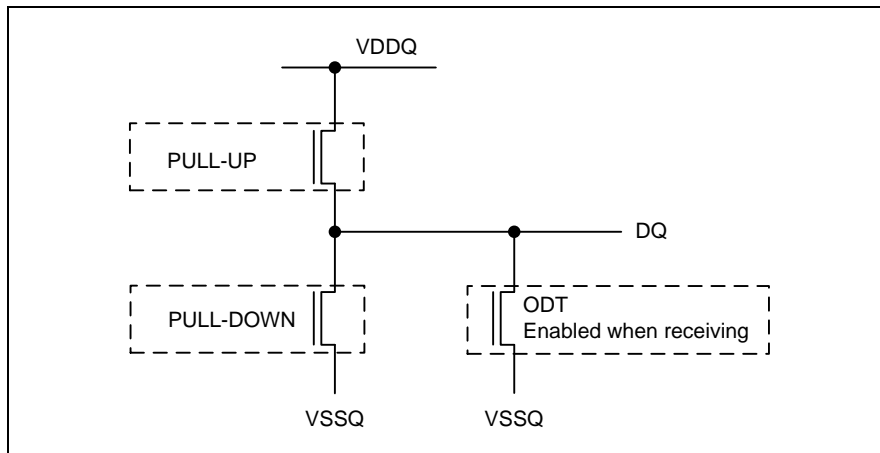 VDDQ
PULL-UP
DQ
PULL-DOWN
ODT
Enabled when receiving
VSSQ
VSSQ